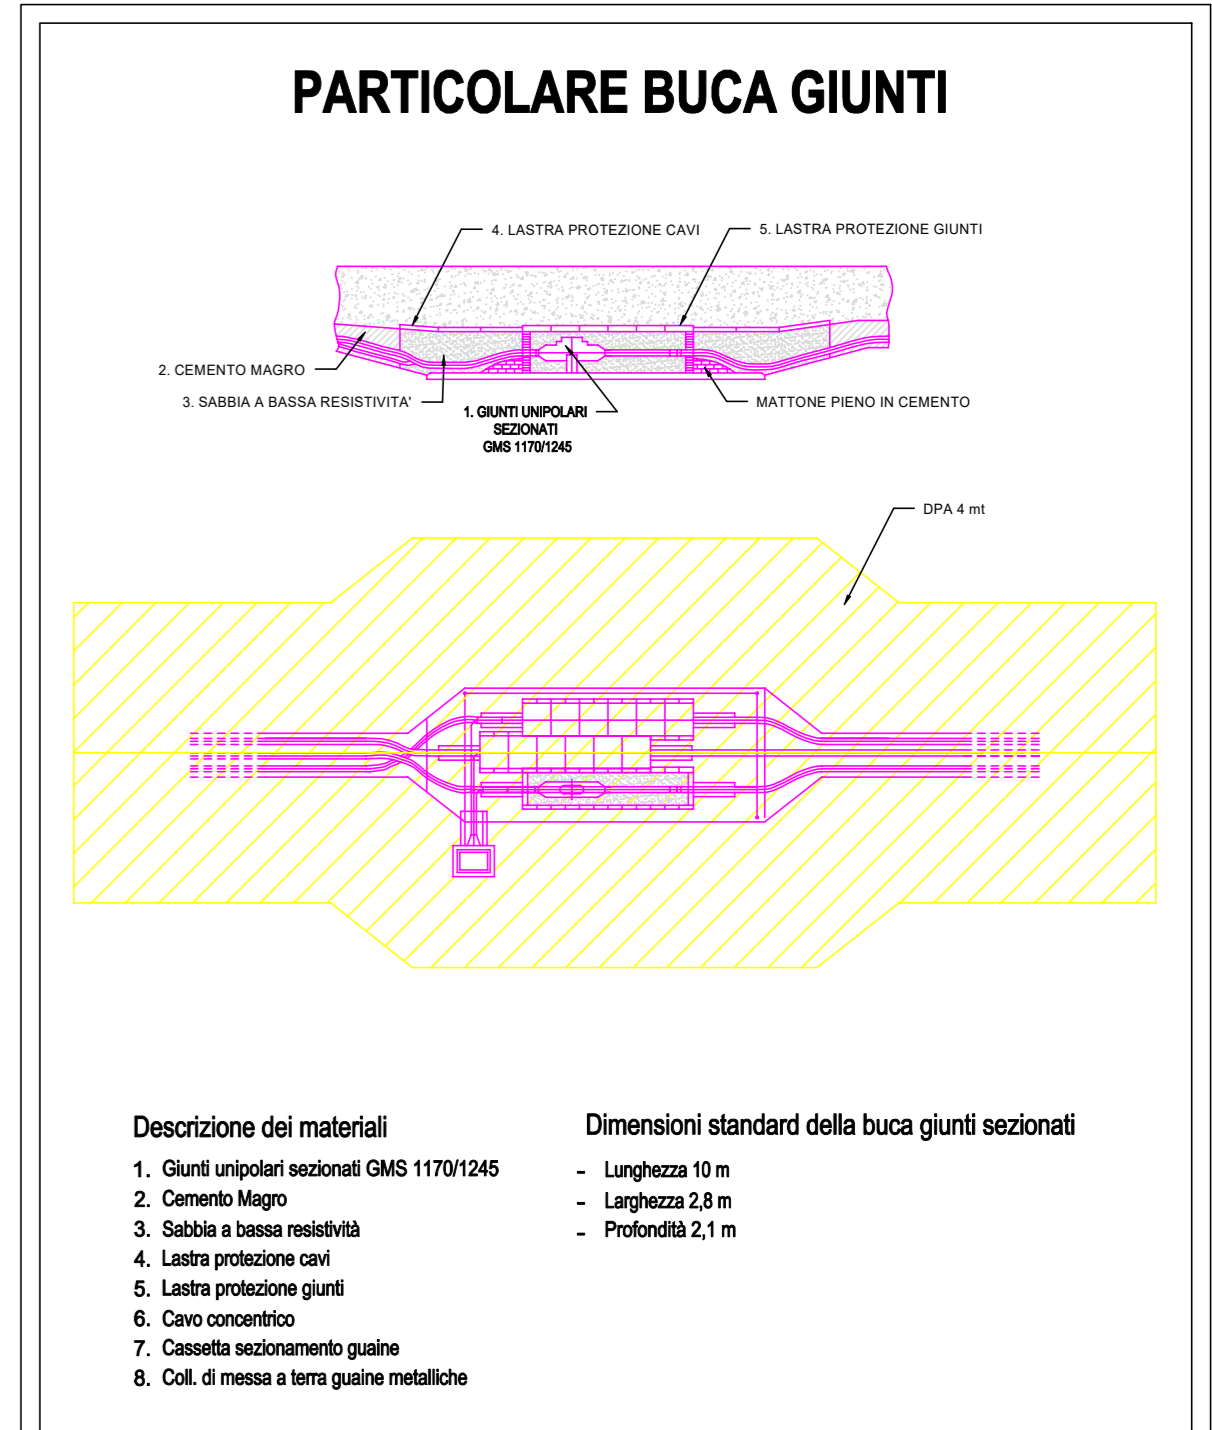 PARTICOLARE BUCA GIUNTI
4. LASTRA PROTEZIONE CAVI
5. LASTRA PROTEZIONE GIUNTI
2. CEMENTO MAGRO
3. SABBIA A BASSA RESISTIVITA'
1. GIUNTI UNIPOLARI
SEZIONATI
GMS 1170/1245
MATTONE PIENO IN CEMENTO
DPA 4 mt
Descrizione dei materiali
1. Giunti unipolari sezionati GMS 1170/1245
2. Cemento Magro
3. Sabbia a bassa resistività
4. Lastra protezione cavi
5. Lastra protezione giunti
6. Cavo concentrico
7. Cassetta sezionamento guaine
8. Coll. di messa a terra guaine metalliche
Dimensioni standard della buca giunti sezionati
- Lunghezza 10 m
- Larghezza 2,8 m
- Profondità 2,1 m